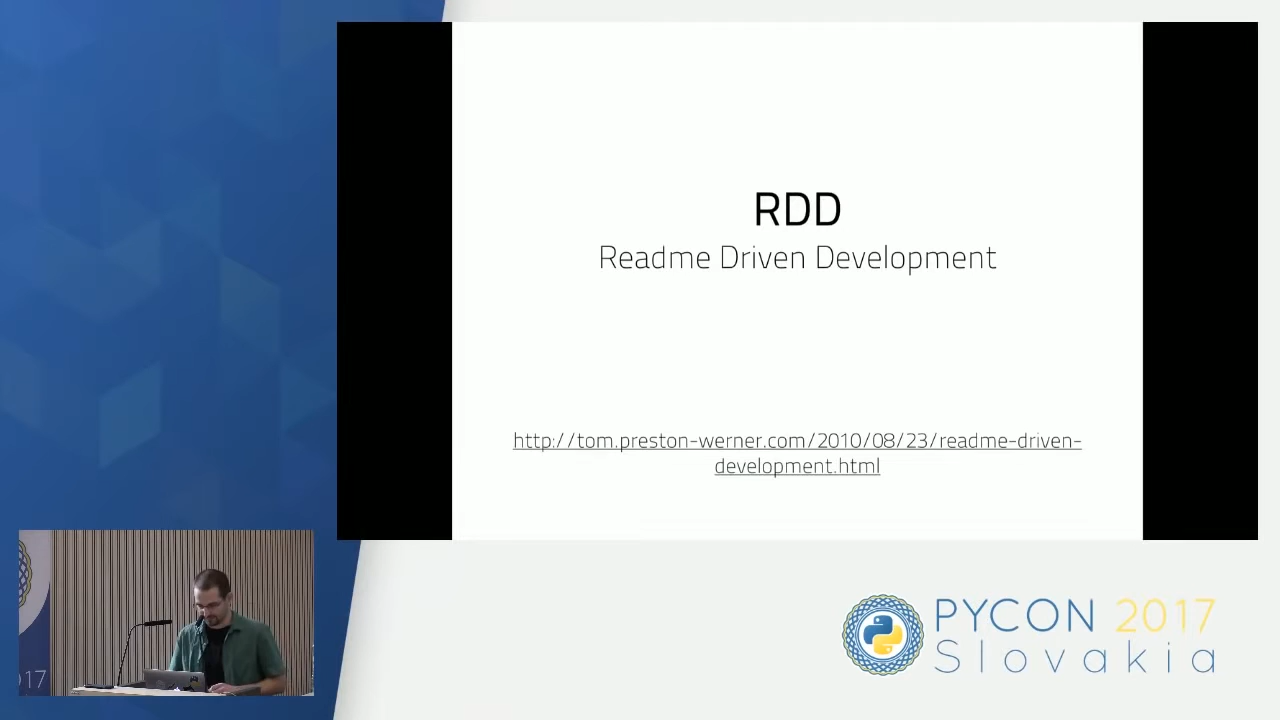 RDD
Readme Driven Development
http://tom.preston-werner.com/2010/08/23/readme-driven-
development.html
PYCON 2017
Slovakia
017